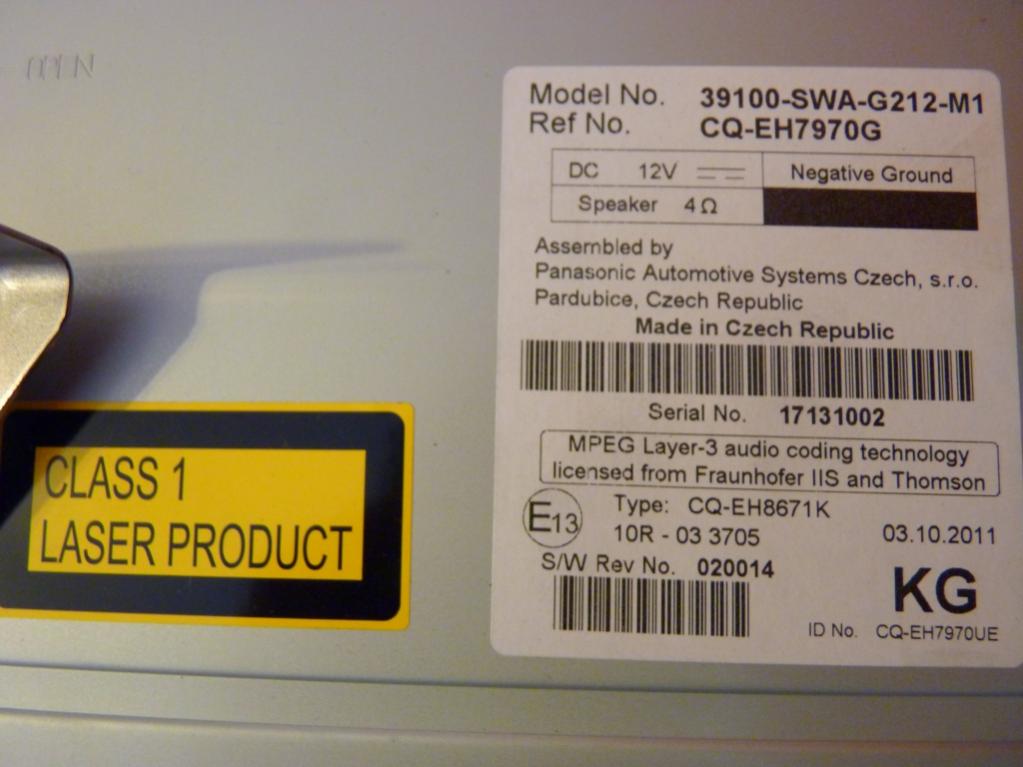 OPEN
Model No. 39100-SWA-G212-M1
Ref No. CQ-EH7970G
DC 12V Negative Ground
Speaker 4Ω
Assembled by
Panasonic Automotive Systems Czech, s.r.o.
Pardubice, Czech Republic
Made in Czech Republic
Serial No. 17131002
MPEG Layer-3 audio coding technology
licensed from Fraunhofer IIS and Thomson
E13
Type: CQ-EH8671K
10R - 03 3705 03.10.2011
S/W Rev No. 020014
KG
ID No. CQ-EH7970UE
CLASS 1
LASER PRODUCT